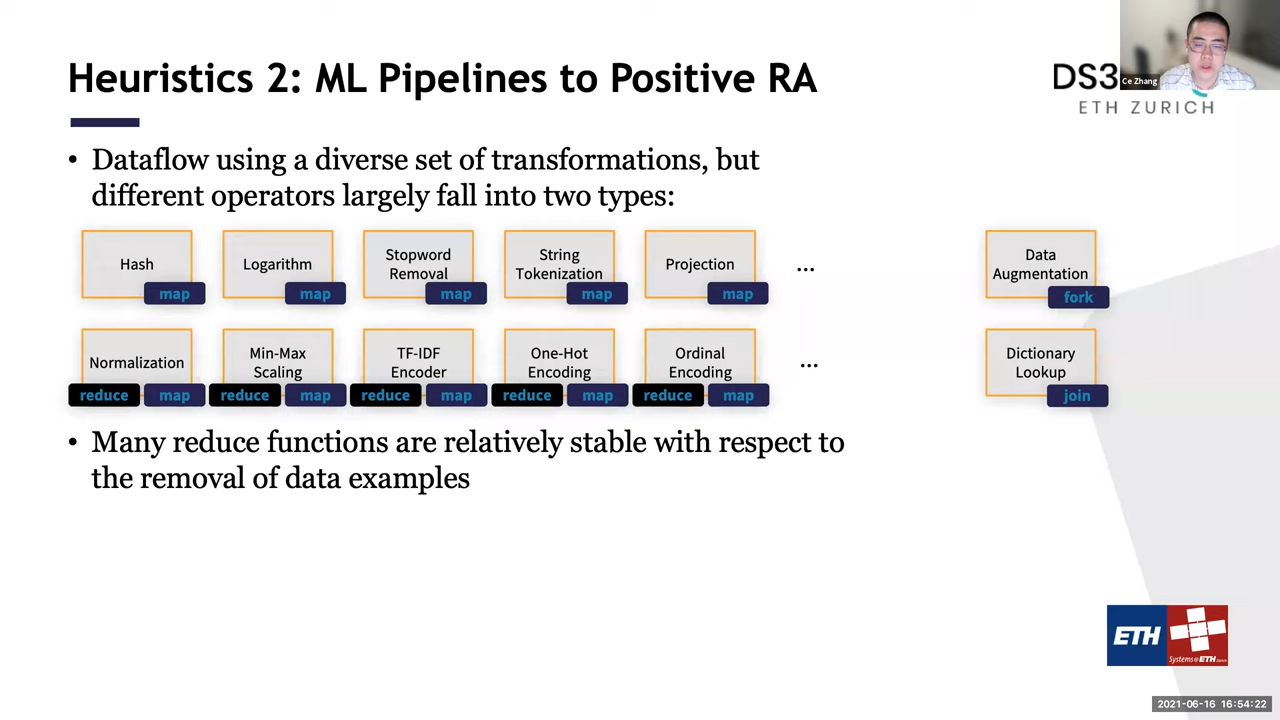 Heuristics 2: ML Pipelines to Positive RA
DS3
Ce Zhang
ETH ZURICH
• Dataflow using a diverse set of transformations, but
different operators largely fall into two types:
Hash
map
Logarithm
map
Stopword
Removal
map
String
Tokenization
map
Projection
map
...
Data
Augmentation
fork
Normalization
reduce map
Min-Max
Scaling
reduce map
TF-IDF
Encoder
reduce map
One-Hot
Encoding
reduce map
Ordinal
Encoding
reduce map
...
Dictionary
Lookup
join
• Many reduce functions are relatively stable with respect to
the removal of data examples
ETH
Systems@ETH
2021-06-16 16:54:22